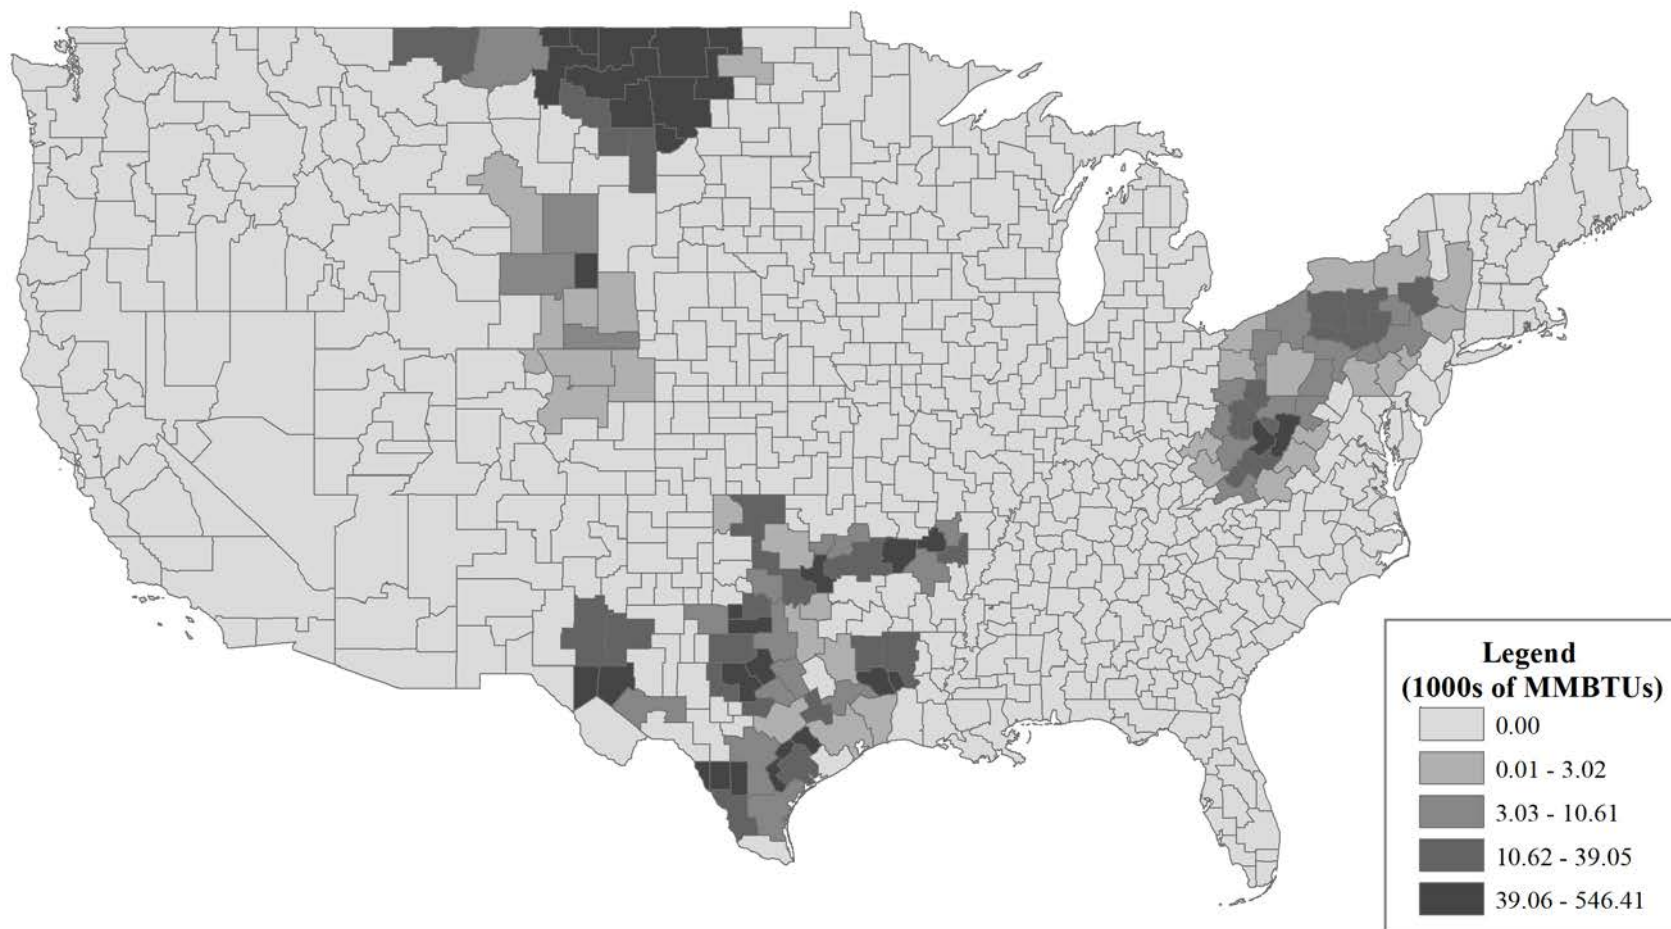 Legend
(1000s of MMBTUs)
0.00
0.01 - 3.02
3.03 - 10.61
10.62 - 39.05
39.06 - 546.41